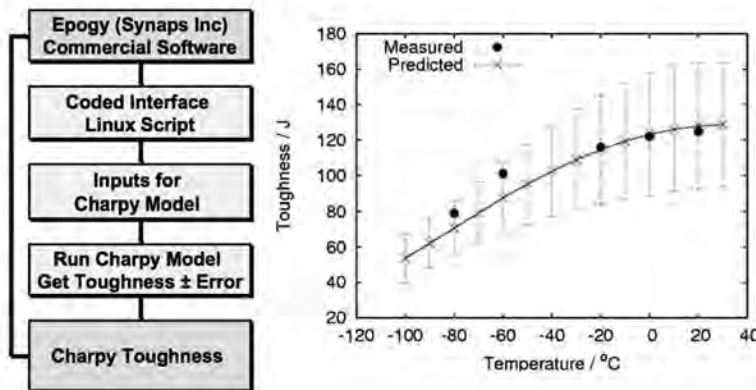 Epogy (Synaps Inc)
Commercial Software
Coded Interface
Linux Script
Inputs for
Charpy Model
Run Charpy Model
Get Toughness ± Error
Charpy Toughness
Measured
Predicted
Toughness / J
180
160
140
120
100
80
60
40
20
-120 -100 -80 -60 -40 -20 0 20 40
Temperature / °C